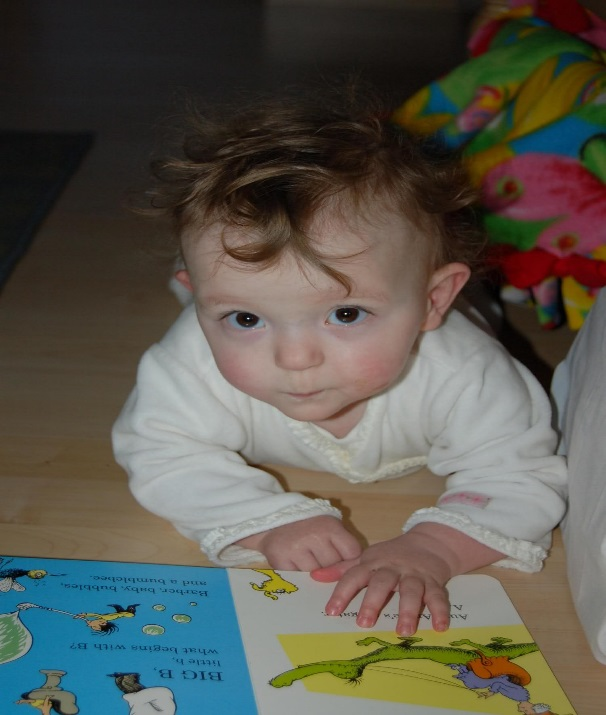 BIG B,
little b,
what begins with B?
Barber, baby, bubbles,
and a bumblebee.
A..